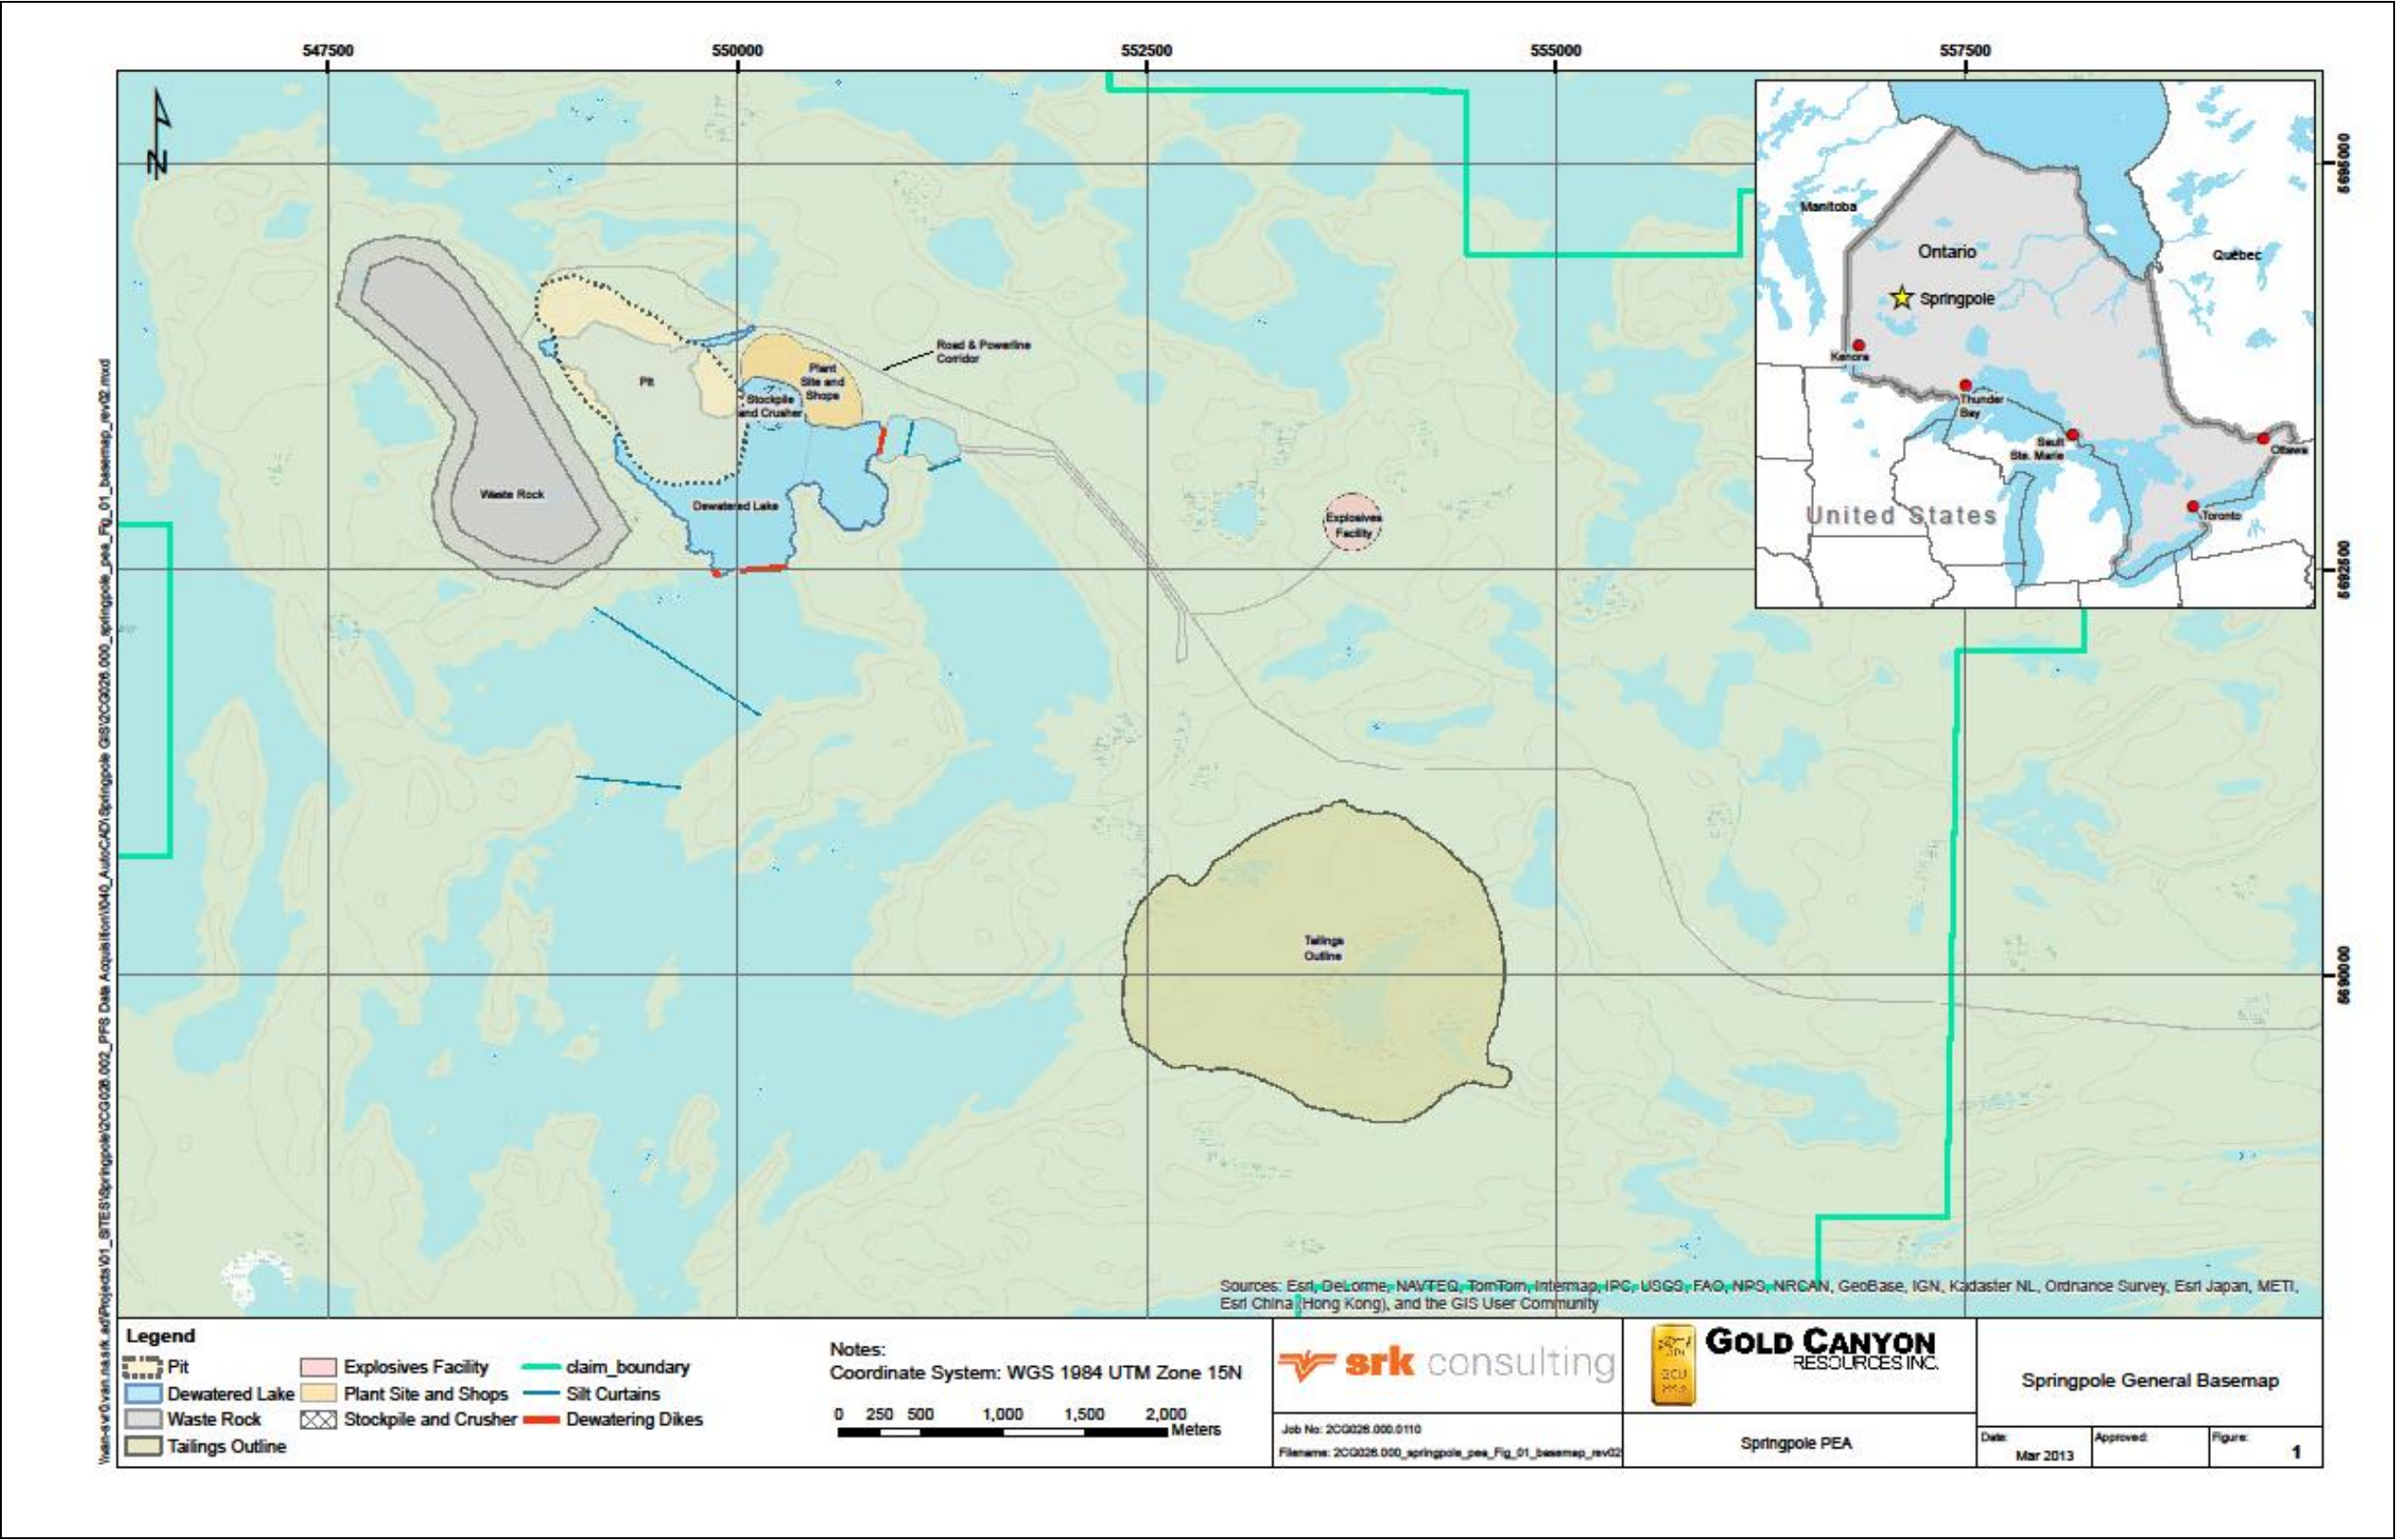 547500
550000
552500
555000
557500
5695000
5692500
5690000
N
Manitoba
Ontario
Québec
Springpole
Kenora
Thunder
Bay
Sault
Ste. Marie
Ottawa
Toronto
United States
Road & Powerline
Corridor
Pit
Plant
Site and
Shops
Stockpile
and Crusher
Waste Rock
Dewatered Lake
Explosives
Facility
Tailings
Outline
Sources: Esri, DeLorme, NAVTEQ, TomTom, Intermap, iPC, USGS, FAO, NPS, NRCAN, GeoBase, IGN, Kadaster NL, Ordnance Survey, Esri Japan, METI,
Esri China (Hong Kong), and the GIS User Community
Legend
Pit
Dewatered Lake
Waste Rock
Tailings Outline
Explosives Facility
Plant Site and Shops
Stockpile and Crusher
claim_boundary
Silt Curtains
Dewatering Dikes
Notes:
Coordinate System: WGS 1984 UTM Zone 15N
0 250 500 1,000 1,500 2,000
Meters
srk consulting
Job No: 2CG026.000.0110
Filename: 2CG026.000_springpole_pea_Fig_01_basemap_rev02
GOLD CANYON
RESOURCES INC.
Springpole PEA
Springpole General Basemap
Date:
Mar 2013
Approved:
Figure:
1